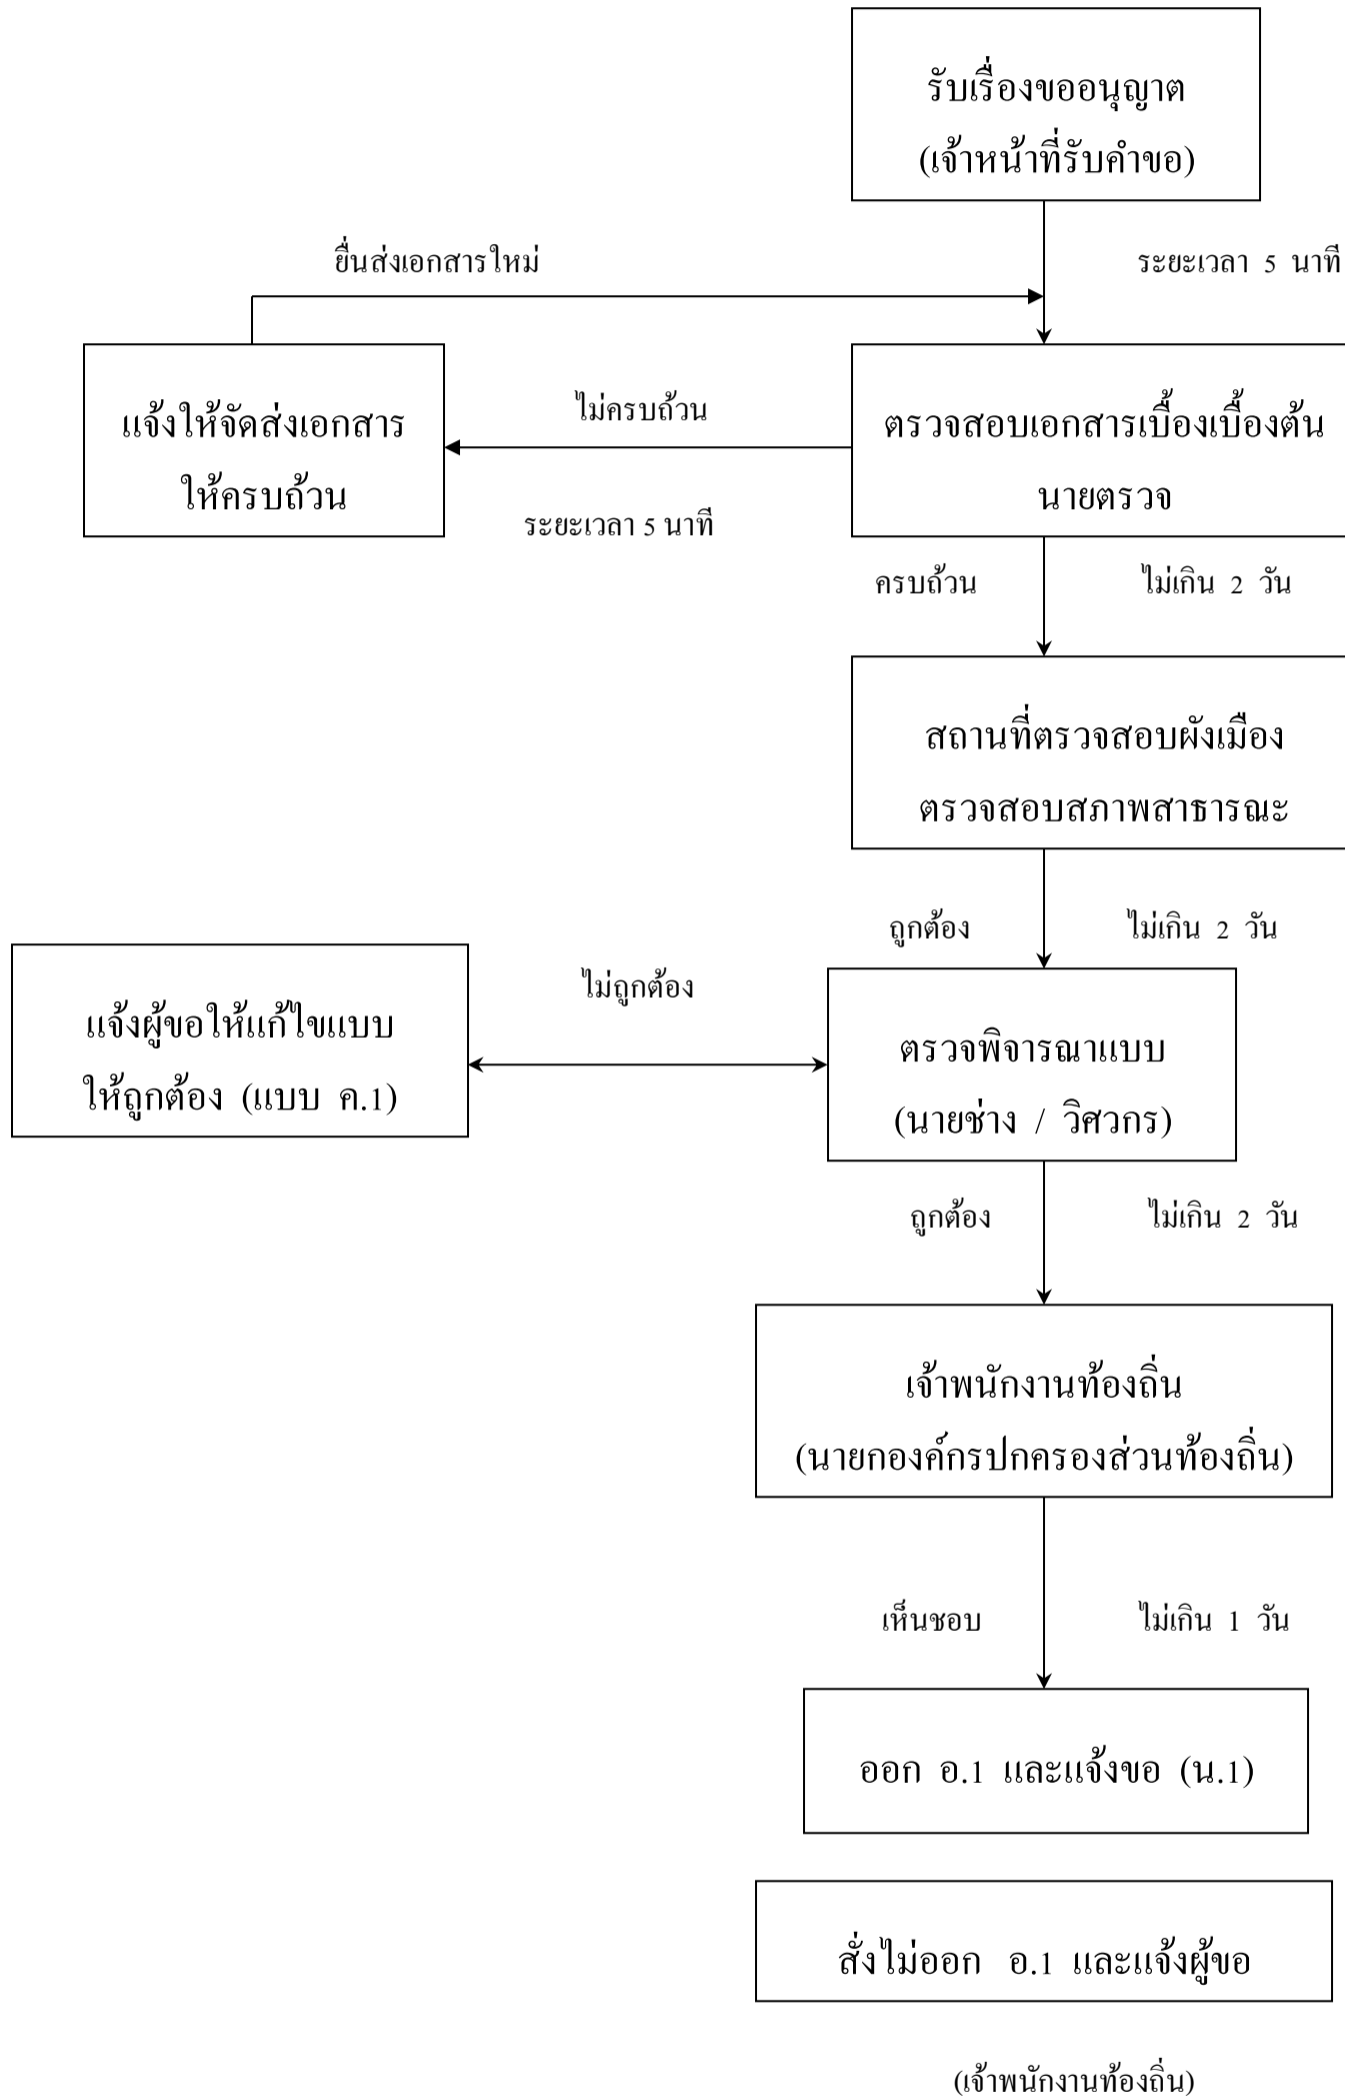 รับเรื่องขออนุญาต
(เจ้าหน้าที่รับคำขอ)
ยื่นส่งเอกสารใหม่
ระยะเวลา 5 นาที
แจ้งให้จัดส่งเอกสาร
ให้ครบถ้วน
ไม่ครบถ้วน
ระยะเวลา 5 นาที
ตรวจสอบเอกสารเบื้องเบื้องต้น
นายตรวจ
ครบถ้วน
ไม่เกิน 2 วัน
สถานที่ตรวจสอบผังเมือง
ตรวจสอบสภาพสาธารณะ
ถูกต้อง
ไม่เกิน 2 วัน
แจ้งผู้ขอให้แก้ไขแบบ
ให้ถูกต้อง (แบบ ค.1)
ไม่ถูกต้อง
ตรวจพิจารณาแบบ
(นายช่าง / วิศวกร)
ถูกต้อง
ไม่เกิน 2 วัน
เจ้าพนักงานท้องถิ่น
(นายกองค์กรปกครองส่วนท้องถิ่น)
เห็นชอบ
ไม่เกิน 1 วัน
ออก อ.1 และแจ้งขอ (น.1)
สั่งไม่ออก อ.1 และแจ้งผู้ขอ
(เจ้าพนักงานท้องถิ่น)